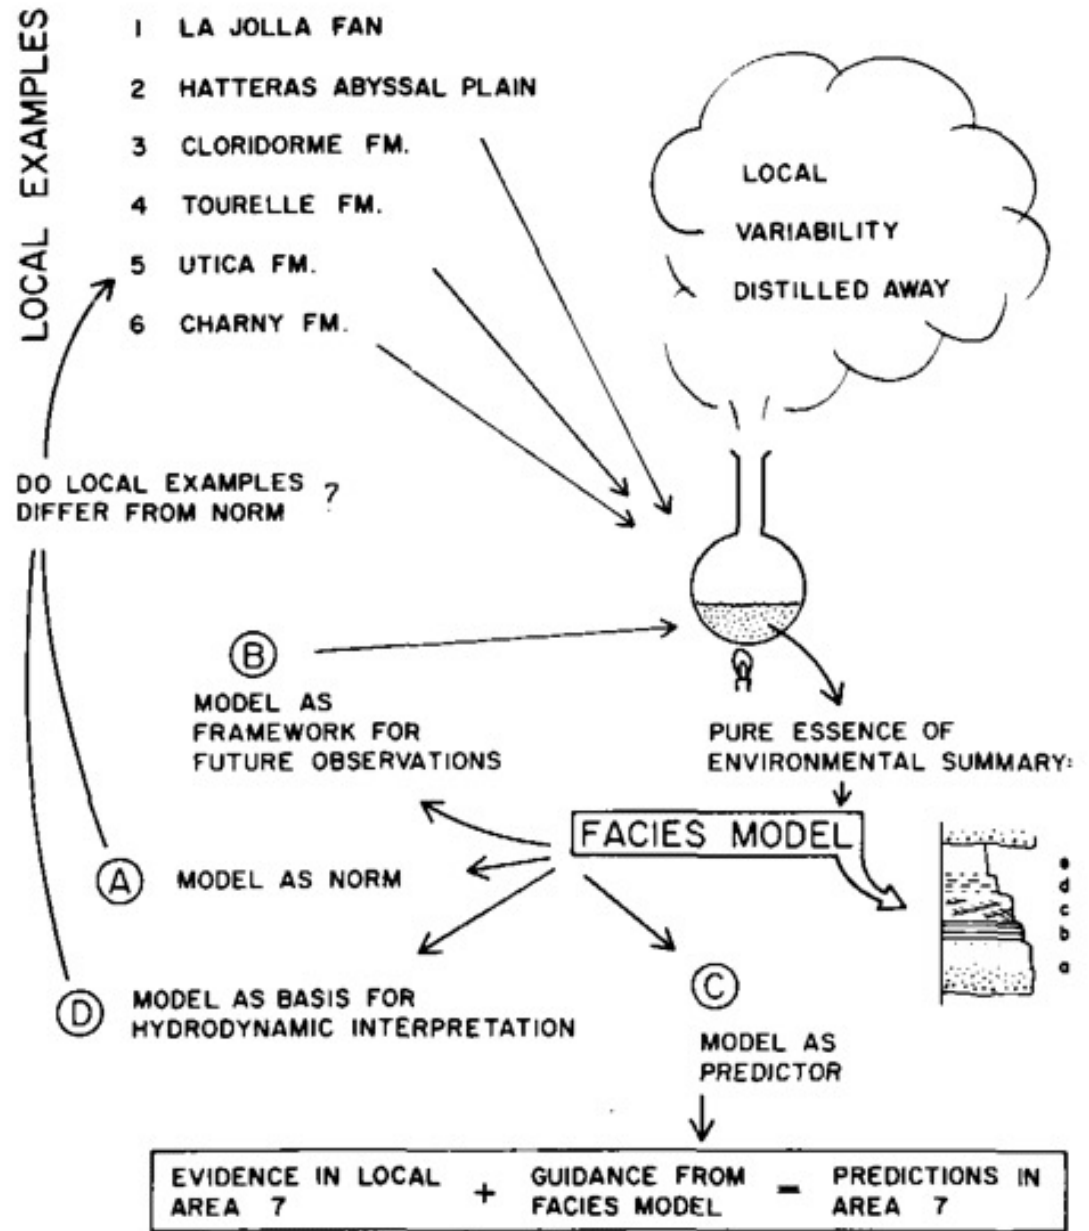 LOCAL EXAMPLES
1 LA JOLLA FAN
2 HATTERAS ABYSSAL PLAIN
3 CLORIDORME FM.
4 TOURELLE FM.
5 UTICA FM.
6 CHARNY FM.
LOCAL
VARIABILITY
DISTILLED AWAY
DO LOCAL EXAMPLES
DIFFER FROM NORM ?
B
MODEL AS
FRAMEWORK FOR
FUTURE OBSERVATIONS
PURE ESSENCE OF
ENVIRONMENTAL SUMMARY:
FACIES MODEL
e
d
c
b
a
A MODEL AS NORM
D MODEL AS BASIS FOR
HYDRODYNAMIC INTERPRETATION
C
MODEL AS
PREDICTOR
EVIDENCE IN LOCAL
AREA 7
+
GUIDANCE FROM
FACIES MODEL
=
PREDICTIONS IN
AREA 7